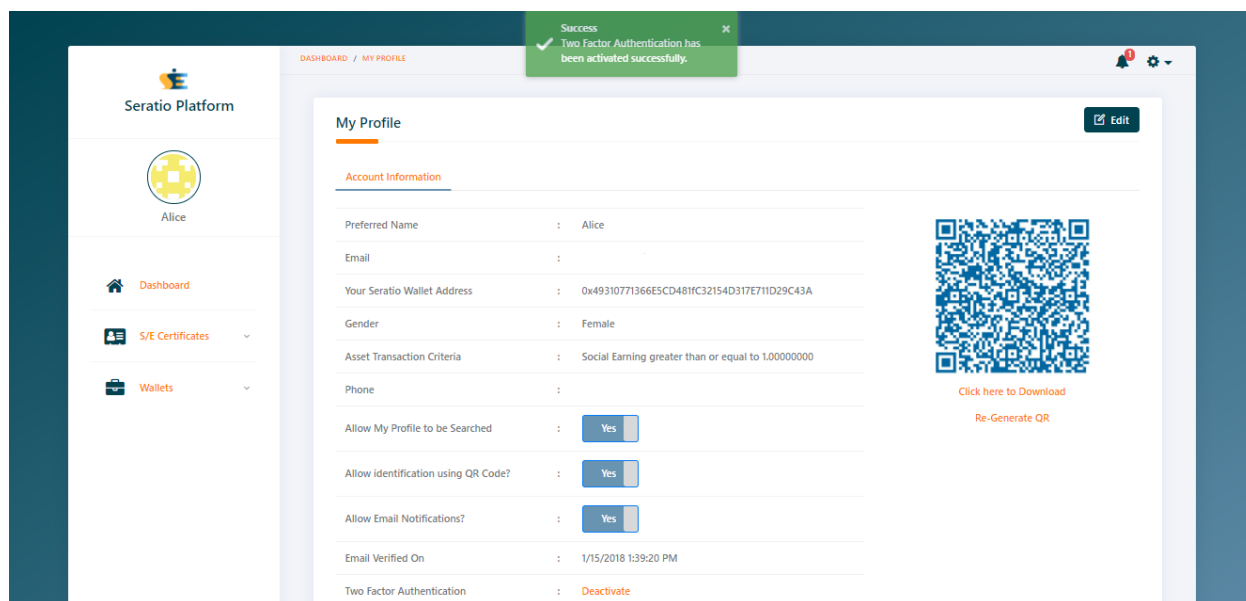 Success ×
Two Factor Authentication has
been activated successfully.
DASHBOARD / MY PROFILE
1
Seratio Platform
My Profile
Edit
Alice
Account Information
Preferred Name : Alice
Email :
Dashboard
Your Seratio Wallet Address : 0x49310771366E5CD481fC32154D317E711D29C43A
Gender : Female
S/E Certificates
Asset Transaction Criteria : Social Earning greater than or equal to 1.00000000
Wallets
Phone :
Click here to Download
Re-Generate QR
Allow My Profile to be Searched : Yes
Allow identification using QR Code? : Yes
Allow Email Notifications? : Yes
Email Verified On : 1/15/2018 1:39:20 PM
Two Factor Authentication : Deactivate